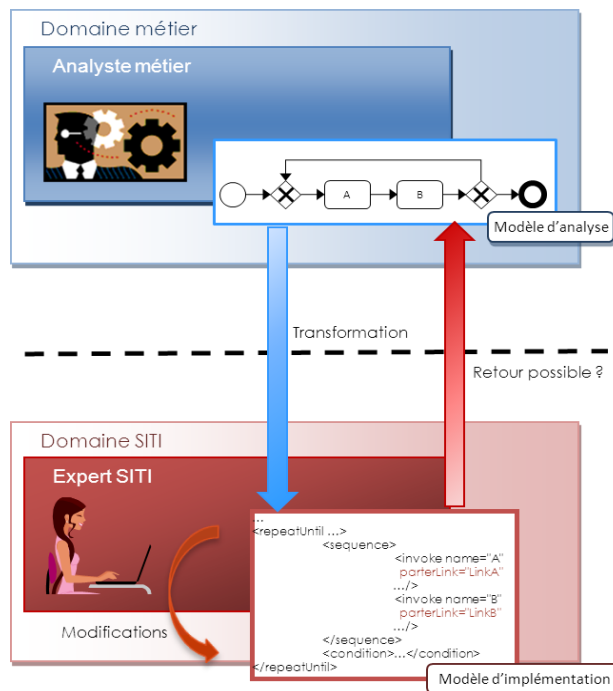 Domaine métier
Analyste métier
A
B
Modèle d'analyse
Transformation
Retour possible ?
Domaine SITI
Expert SITI
...
<repeatUntil ...>
<sequence>
<invoke name="A"
parterLink="LinkA"
.../>
<invoke name="B"
parterLink="LinkB"
.../>
</sequence>
<condition>...</condition>
</repeatUntil>
Modifications
Modèle d'implémentation